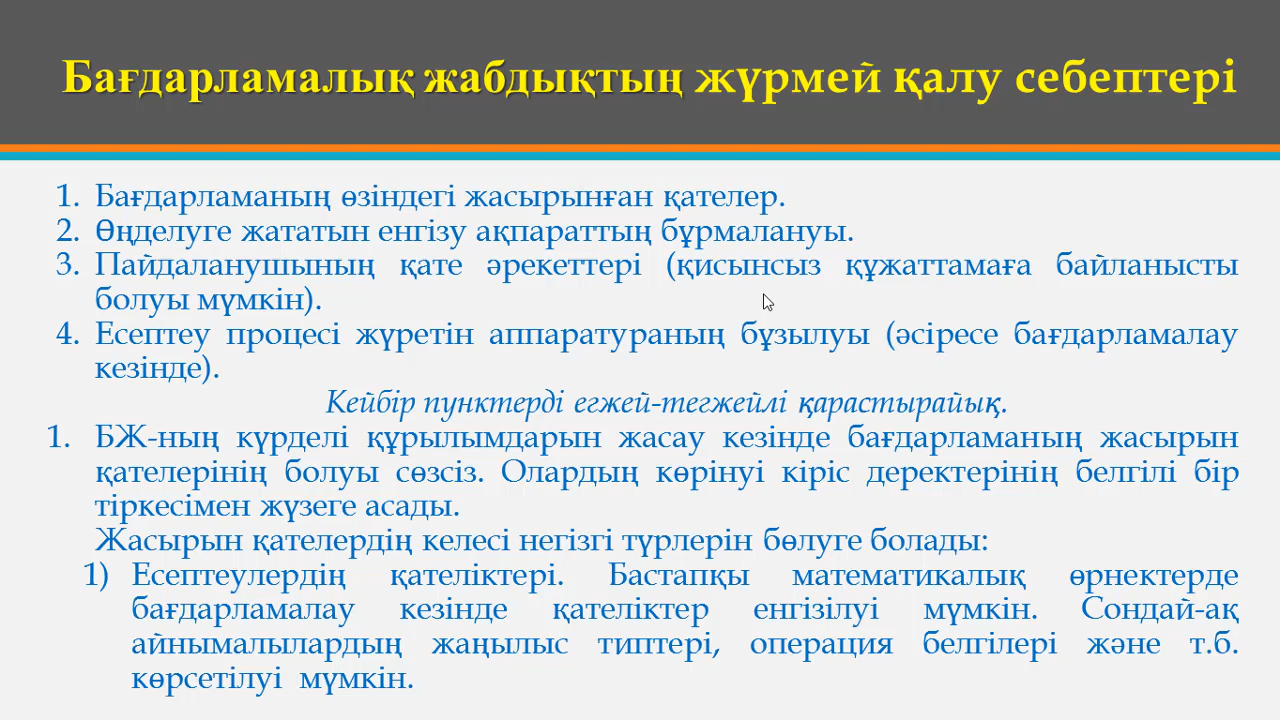 Бағдарламалық жабдықтың жүрмей қалу себептері
1. Бағдарламаның өзіндегі жасырынған қателер.
2. Өңделуге жататын енгізу ақпараттың бұрмалануы.
3. Пайдаланушының қате әрекеттері (қисынсыз құжаттамаға байланысты
болуы мүмкін).
4. Есептеу процесі жүретін аппаратураның бұзылуы (әсіресе бағдарламалау
кезінде).
Кейбір пунктерді егжей-тегжейлі қарастырайық.
1. БЖ-ның күрделі құрылымдарын жасау кезінде бағдарламаның жасырын
қателерінің болуы сөзсіз. Олардың көрінуі кіріс деректерінің белгілі бір
тіркесімен жүзеге асады.
Жасырын қателердің келесі негізгі түрлерін бөлуге болады:
1) Есептеулердің қателіктері. Бастапқы математикалық өрнектерде
бағдарламалау кезінде қателіктер енгізілуі мүмкін. Сондай-ақ
айнымалылардың жаңылыс типтері, операция белгілері және т.б.
көрсетілуі мүмкін.